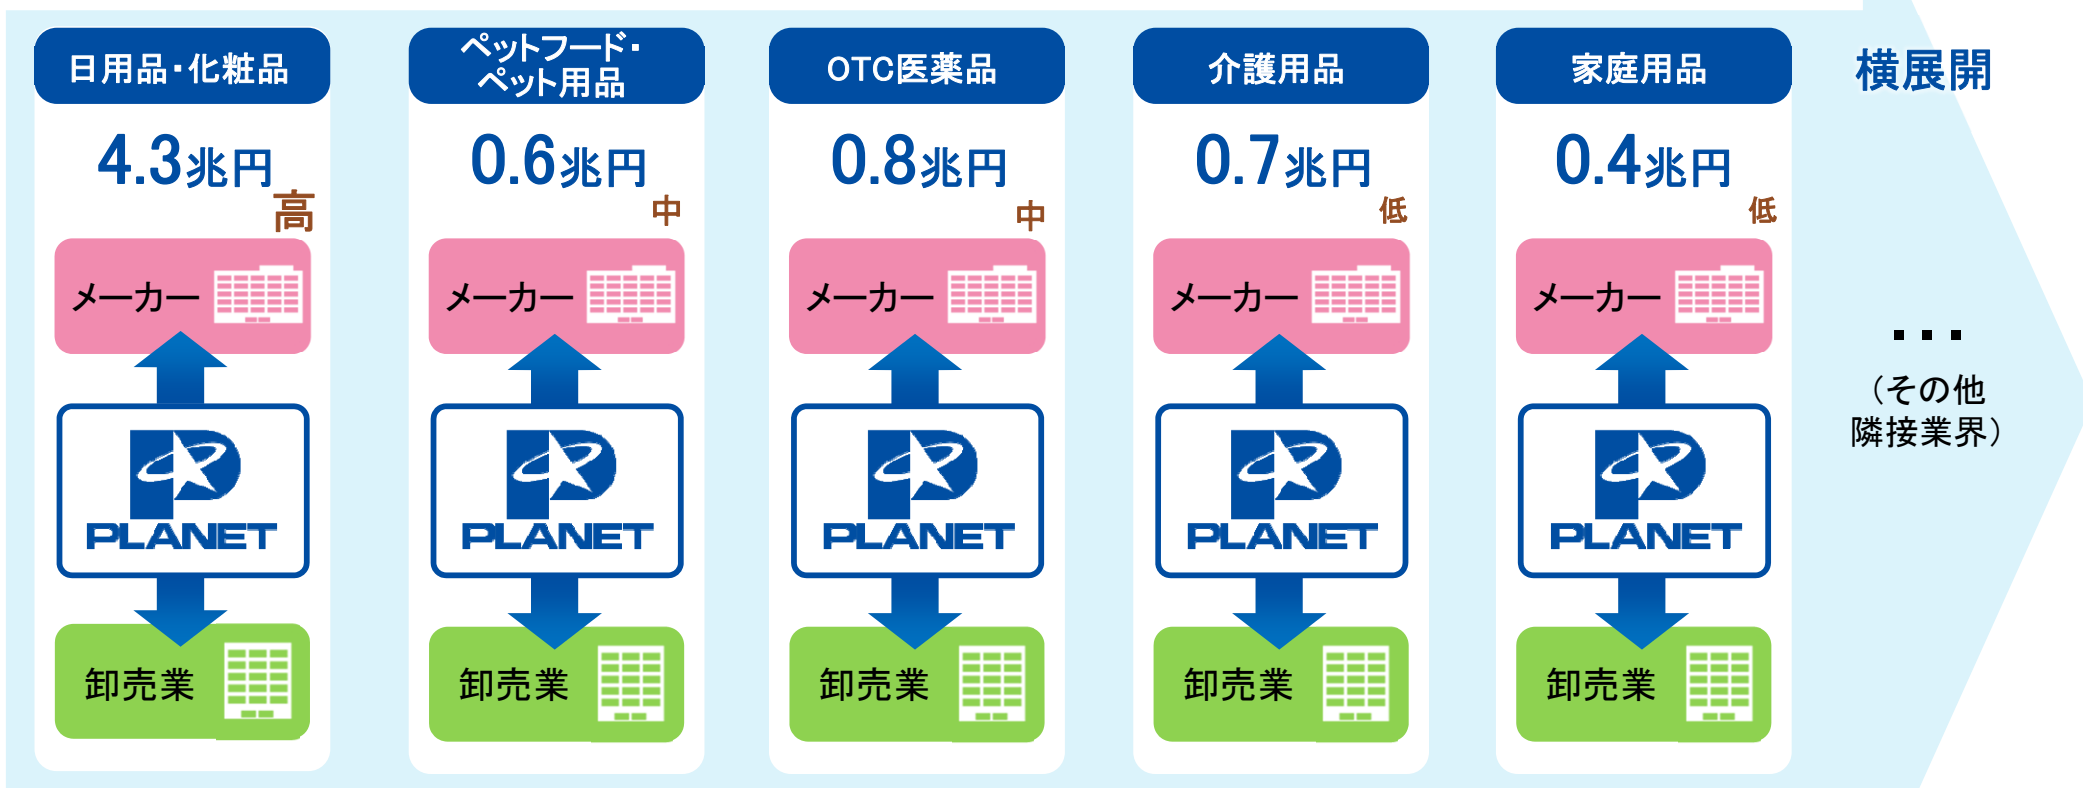 日用品・化粧品
4.3兆円
高
メーカー
PLANET
卸売業
ペットフード・
ペット用品
0.6兆円
中
メーカー
PLANET
卸売業
OTC医薬品
0.8兆円
中
メーカー
PLANET
卸売業
介護用品
0.7兆円
低
メーカー
PLANET
卸売業
家庭用品
0.4兆円
低
メーカー
PLANET
卸売業
横展開
・・・
（その他
隣接業界）